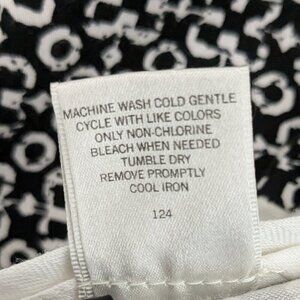 MACHINE WASH COLD GENTLE
CYCLE WITH LIKE COLORS
ONLY NON-CHLORINE
BLEACH WHEN NEEDED
TUMBLE DRY
REMOVE PROMPTLY
COOL IRON
124